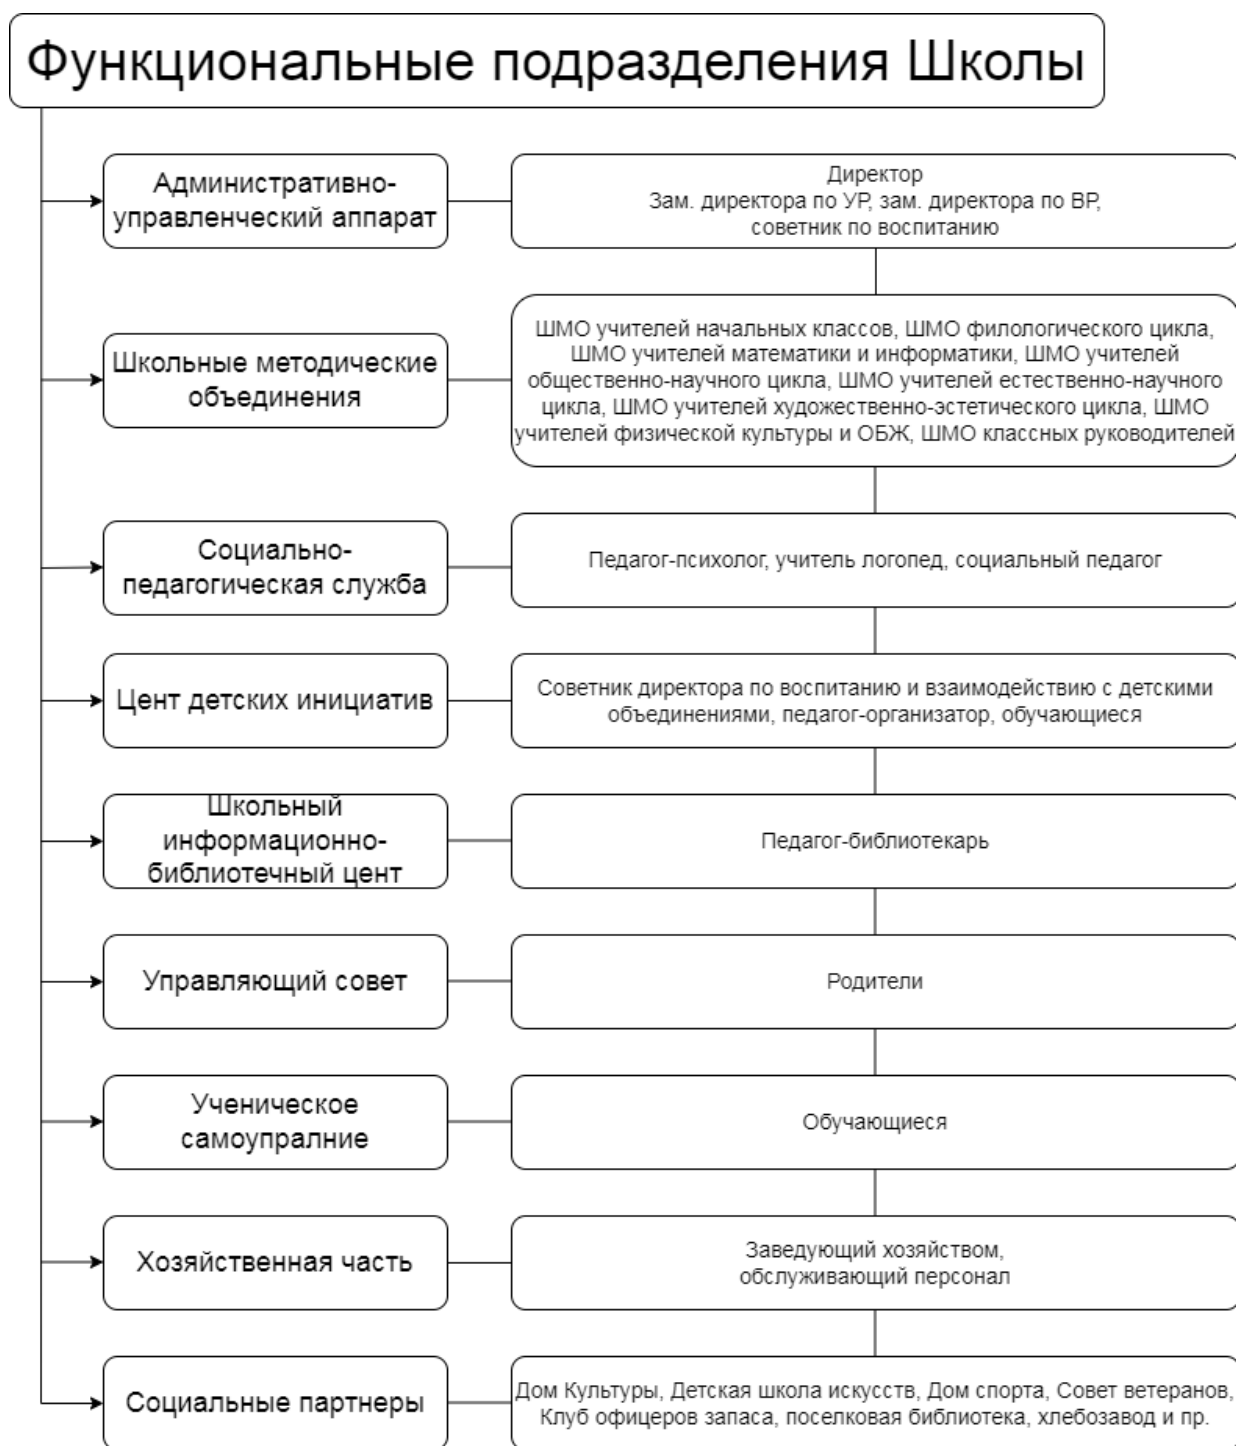 Функциональные подразделения Школы
Административно-
управленческий аппарат
Директор
Зам. директора по УР, зам. директора по ВР,
советник по воспитанию
Школьные методические
объединения
ШМО учителей начальных классов, ШМО филологического цикла,
ШМО учителей математики и информатики, ШМО учителей
общественно-научного цикла, ШМО учителей естественно-научного
цикла, ШМО учителей художественно-эстетического цикла, ШМО
учителей физической культуры и ОБЖ, ШМО классных руководителей
Социально-
педагогическая служба
Педагог-психолог, учитель логопед, социальный педагог
Цент детских инициатив
Советник директора по воспитанию и взаимодействию с детскими
объединениями, педагог-организатор, обучающиеся
Школьный
информационно-
библиотечный цент
Педагог-библиотекарь
Управляющий совет
Родители
Ученическое
самоупралние
Обучающиеся
Хозяйственная часть
Заведующий хозяйством,
обслуживающий персонал
Социальные партнеры
Дом Культуры, Детская школа искусств, Дом спорта, Совет ветеранов,
Клуб офицеров запаса, поселковая библиотека, хлебозавод и пр.